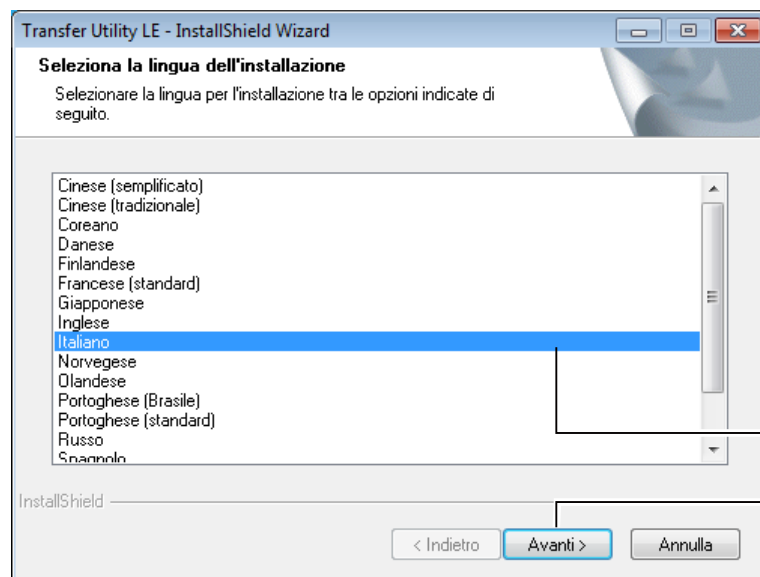 Transfer Utility LE - InstallShield Wizard
Seleziona la lingua dell'installazione
Selezionare la lingua per l'installazione tra le opzioni indicate di
seguito.
Cinese (semplificato)
Cinese (tradizionale)
Coreano
Danese
Finlandese
Francese (standard)
Giapponese
Inglese
Italiano
Norvegese
Olandese
Portoghese (Brasile)
Portoghese (standard)
Russo
Spagnolo
InstallShield
< Indietro Avanti > Annulla